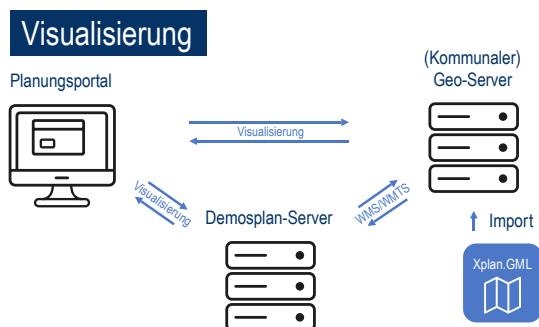 Visualisierung
Planungsportal
(Kommunaler)
Geo-Server
Visualisierung
Visualisierung
Demosplan-Server
WMS/WMTS
Import
Xplan.GML